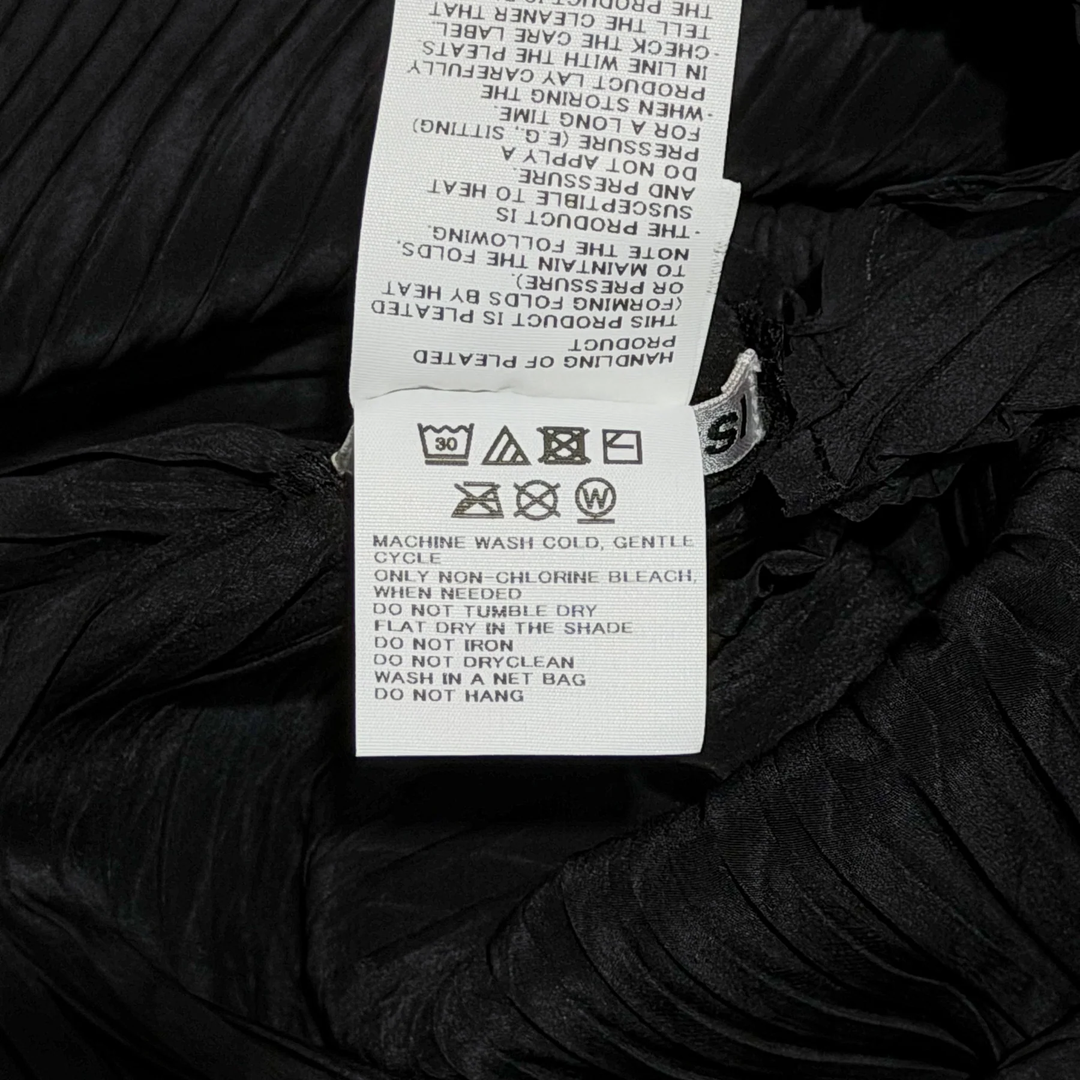 HANDLING OF PLEATED
PRODUCT
THIS PRODUCT IS PLEATED
(FORMING FOLDS BY HEAT
OR PRESSURE).
TO MAINTAIN THE FOLDS,
NOTE THE FOLLOWING.
・THE PRODUCT IS
SUSCEPTIBLE TO HEAT
AND PRESSURE.
DO NOT APPLY A
PRESSURE (E.G., SITTING)
FOR A LONG TIME.
・WHEN STORING THE
PRODUCT LAY CAREFULLY
IN LINE WITH THE PLEATS.
・CHECK THE CARE LABEL.
TELL THE CLEANER THAT
THE PRODUCT IS
30
W
MACHINE WASH COLD, GENTLE
CYCLE
ONLY NON-CHLORINE BLEACH,
WHEN NEEDED
DO NOT TUMBLE DRY
FLAT DRY IN THE SHADE
DO NOT IRON
DO NOT DRYCLEAN
WASH IN A NET BAG
DO NOT HANG